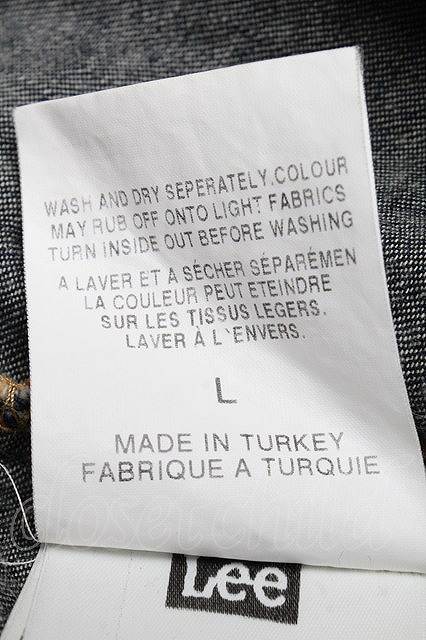 WASH AND DRY SEPERATELY.COLOUR
MAY RUB OFF ONTO LIGHT FABRICS
TURN INSIDE OUT BEFORE WASHING
A LAVER ET A SÉCHER SÉPARÉMEN
LA COULEUR PEUT ETEINDRE
SUR LES TISSUS LEGERS.
LAVER À L'ENVERS.
L
MADE IN TURKEY
FABRIQUE A TURQUIE
Lee